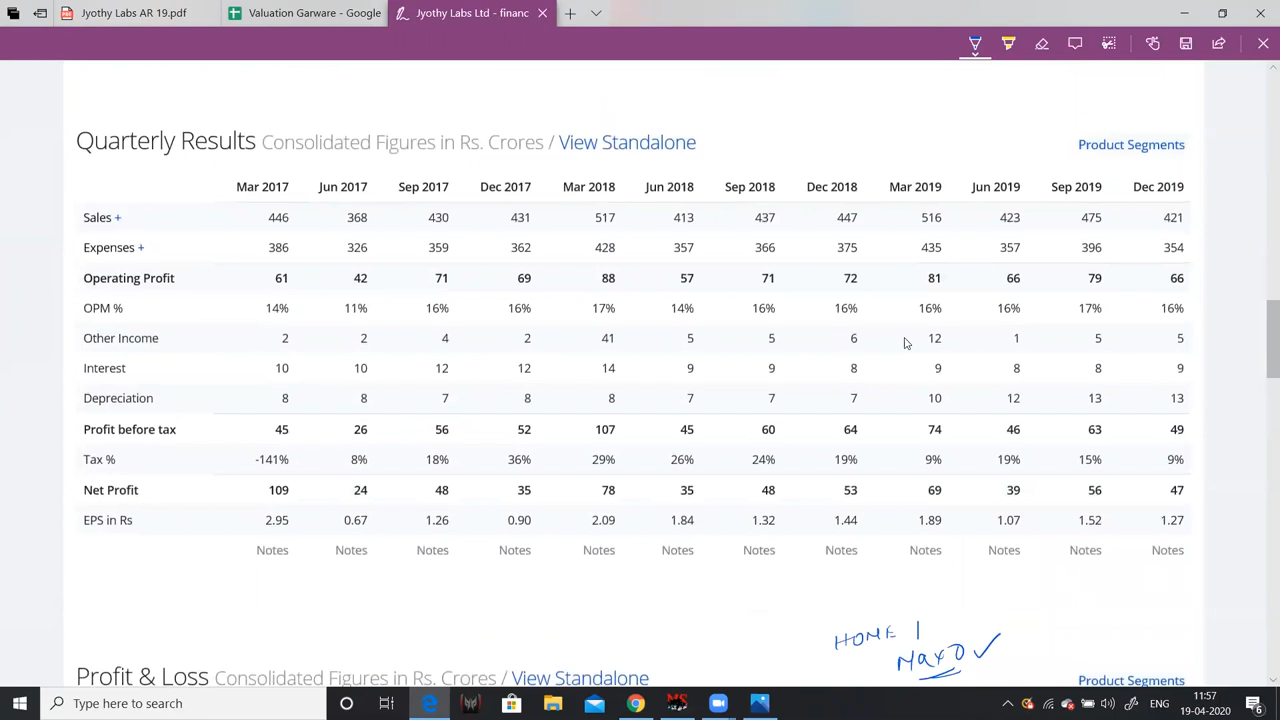 Jyothy Labs AR 19.pdf Valuation Garware - Google Jyothy Labs Ltd - financ
Quarterly Results Consolidated Figures in Rs. Crores / View Standalone Product Segments
Mar 2017 Jun 2017 Sep 2017 Dec 2017 Mar 2018 Jun 2018 Sep 2018 Dec 2018 Mar 2019 Jun 2019 Sep 2019 Dec 2019
Sales + 446 368 430 431 517 413 437 447 516 423 475 421
Expenses + 386 326 359 362 428 357 366 375 435 357 396 354
Operating Profit 61 42 71 69 88 57 71 72 81 66 79 66
OPM % 14% 11% 16% 16% 17% 14% 16% 16% 16% 16% 17% 16%
Other Income 2 2 4 2 41 5 5 6 12 1 5 5
Interest 10 10 12 12 14 9 9 8 9 8 8 9
Depreciation 8 8 7 8 8 7 7 7 10 12 13 13
Profit before tax 45 26 56 52 107 45 60 64 74 46 63 49
Tax % -141% 8% 18% 36% 29% 26% 24% 19% 9% 19% 15% 9%
Net Profit 109 24 48 35 78 35 48 53 69 39 56 47
EPS in Rs 2.95 0.67 1.26 0.90 2.09 1.84 1.32 1.44 1.89 1.07 1.52 1.27
Notes Notes Notes Notes Notes Notes Notes Notes Notes Notes Notes Notes
HOME
Maxo
Profit & Loss Consolidated Figures in Rs. Crores / View Standalone Product Segments
Type here to search ENG 11:57
19-04-2020 6